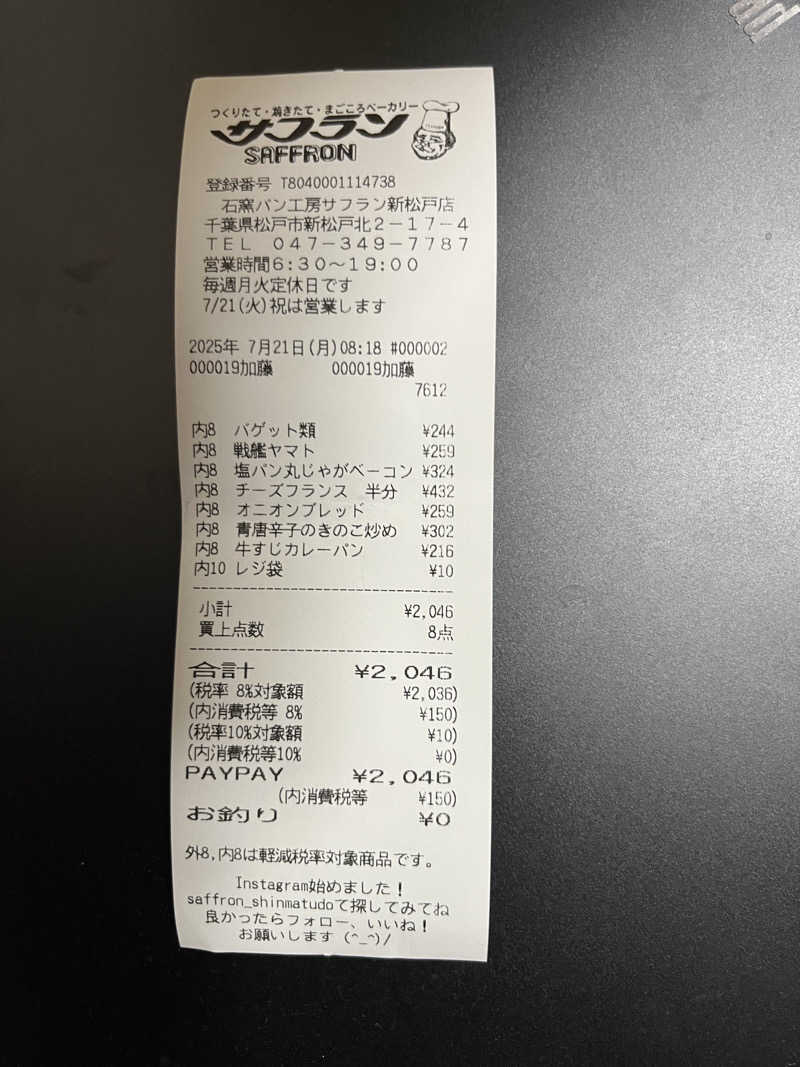 つくりたて・焼きたて・まごころベーカリー
サフラン
SAFFRON
登録番号 T8040001114738
石窯パン工房サフラン新松戸店
千葉県松戸市新松戸北２－１７－４
ＴＥＬ ０４７－３４９－７７８７
営業時間６：３０～１９：００
毎週月火定休日です
7/21(火)祝は営業します
2025年 7月21日(月)08:18 #000002
000019加藤 000019加藤
7612
内8 バゲット類 ¥244
内8 戦艦ヤマト ¥259
内8 塩パン丸じゃがベーコン ¥324
内8 チーズフランス 半分 ¥432
内8 オニオンブレッド ¥259
内8 青唐辛子のきのこ炒め ¥302
内8 牛すじカレーパン ¥216
内10 レジ袋 ¥10
小計 ¥2,046
買上点数 8点
合計 ¥2,046
(税率 8%対象額 ¥2,036)
(内消費税等 8% ¥150)
(税率10%対象額 ¥10)
(内消費税等10% ¥0)
PAYPAY ¥2,046
(内消費税等 ¥150)
お釣り ¥0
外8,内8は軽減税率対象商品です。
Instagram始めました！
saffron_shinmatudoで探してみてね
良かったらフォロー、いいね！
お願いします (^_^)/